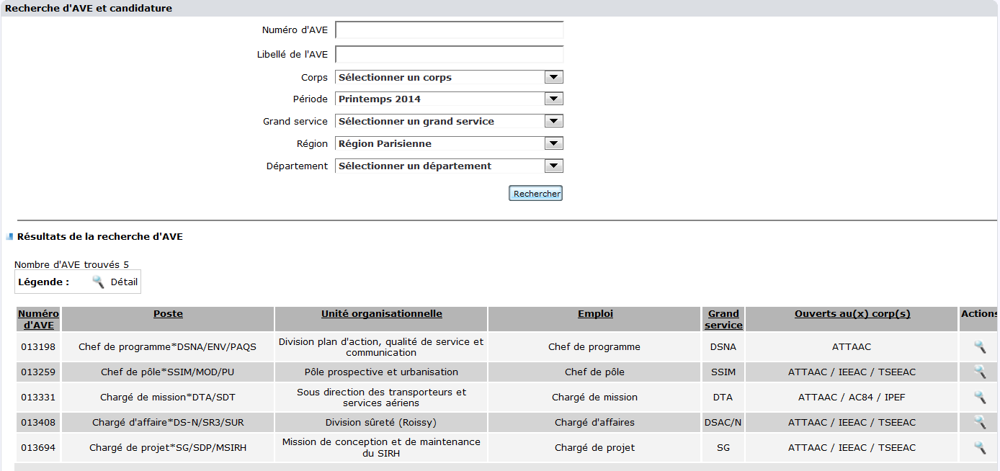 Recherche d'AVE et candidature
Numéro d'AVE
Libellé de l'AVE
Corps Sélectionner un corps
Période Printemps 2014
Grand service Sélectionner un grand service
Région Région Parisienne
Département Sélectionner un département
Rechercher
Résultats de la recherche d'AVE
Nombre d'AVE trouvés 5
Légende : Détail
Numéro d'AVE Poste Unité organisationnelle Emploi Grand service Ouverts au(x) corp(s) Actions
013198 Chef de programme*DSNA/ENV/PAQS Division plan d'action, qualité de service et communication Chef de programme DSNA ATTAAC
013259 Chef de pôle*SSIM/MOD/PU Pôle prospective et urbanisation Chef de pôle SSIM ATTAAC / IEEAC / TSEEAC
013331 Chargé de mission*DTA/SDT Sous direction des transporteurs et services aériens Chargé de mission DTA ATTAAC / AC84 / IPEF
013408 Chargé d'affaire*DS-N/SR3/SUR Division sûreté (Roissy) Chargé d'affaires DSAC/N ATTAAC / IEEAC / TSEEAC
013694 Chargé de projet*SG/SDP/MSIRH Mission de conception et de maintenance du SIRH Chargé de projet SG ATTAAC / IEEAC / TSEEAC